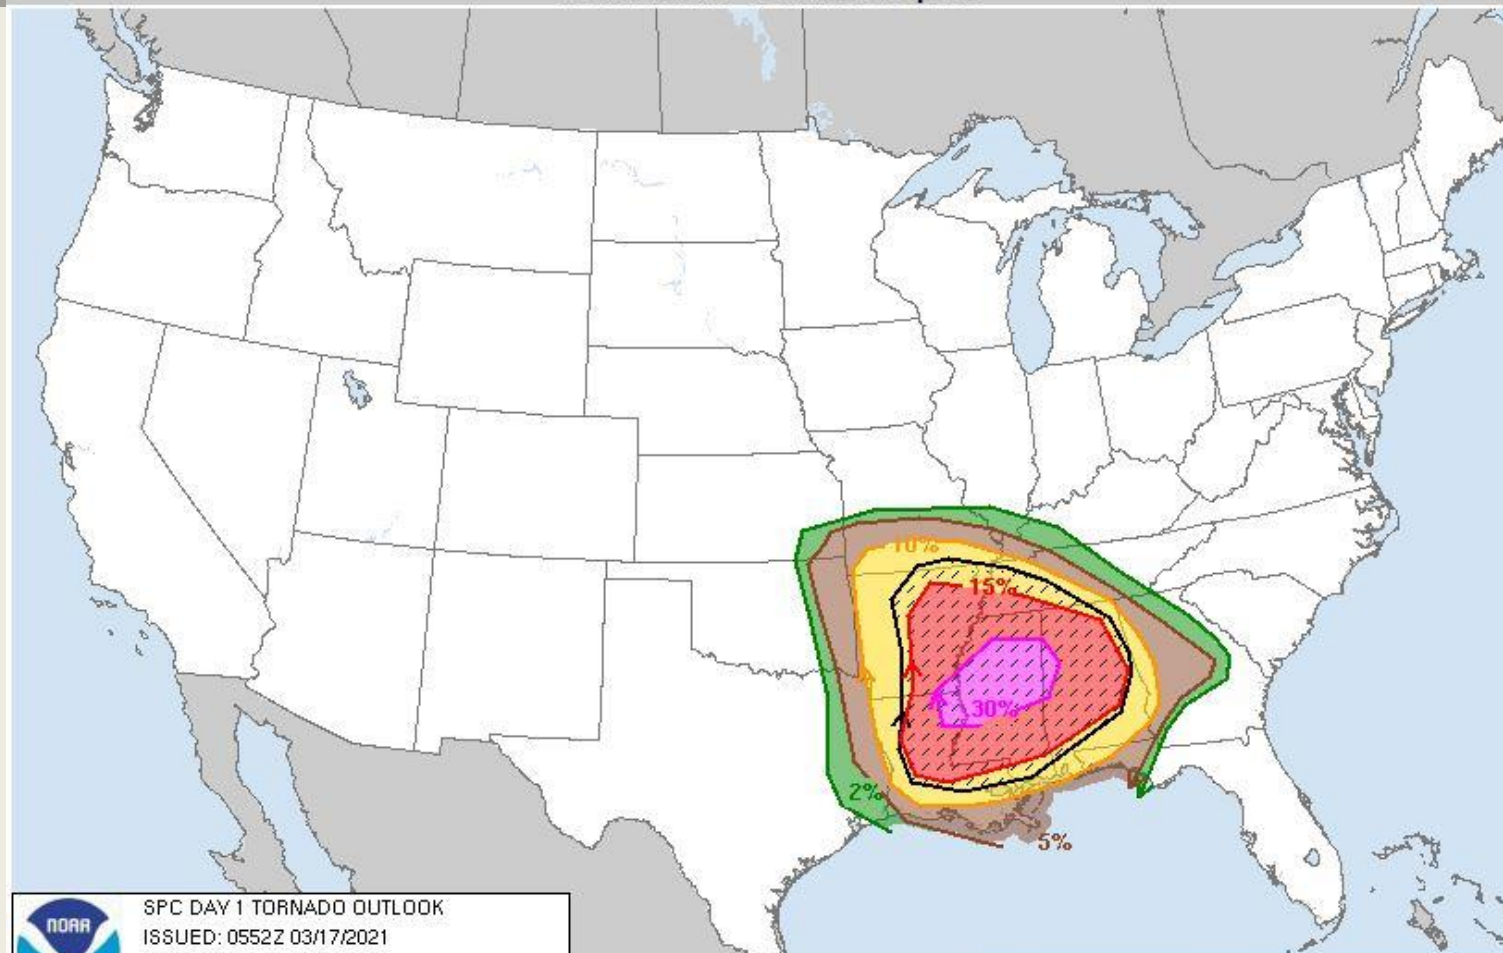 10%
15%
30%
2%
5%
NOAA
SPC DAY 1 TORNADO OUTLOOK
ISSUED: 0552Z 03/17/2021